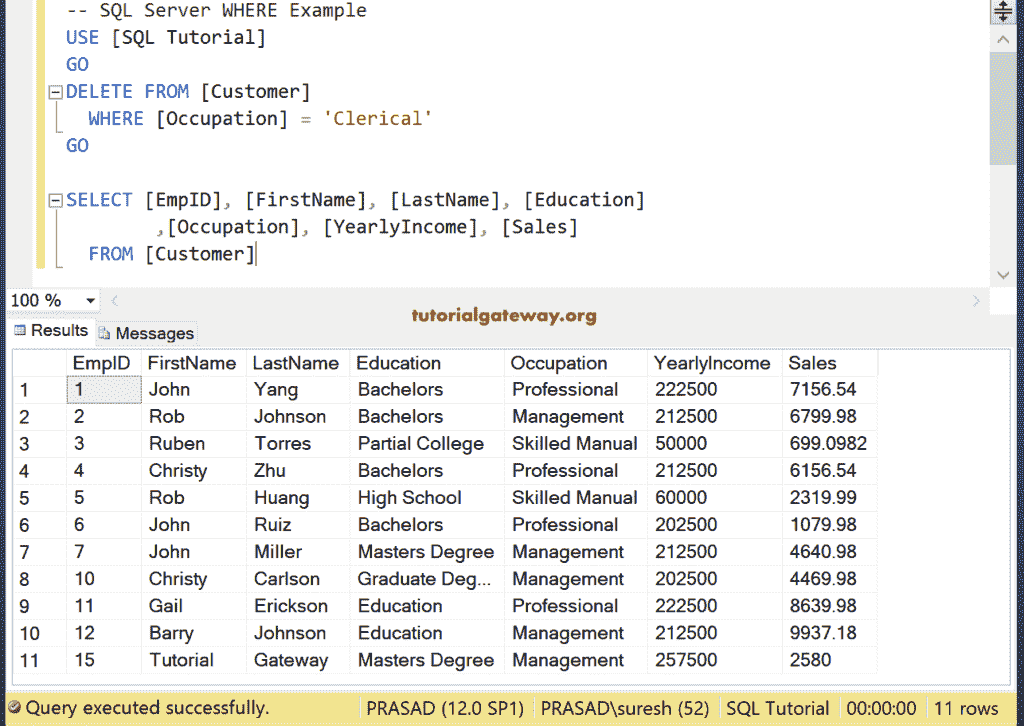 -- SQL Server WHERE Example
USE [SQL Tutorial]
GO
DELETE FROM [Customer]
WHERE [Occupation] = 'Clerical'
GO
SELECT [EmpID], [FirstName], [LastName], [Education]
,[Occupation], [YearlyIncome], [Sales]
FROM [Customer]
100 %
tutorialgateway.org
Results Messages
EmpID FirstName LastName Education Occupation YearlyIncome Sales
1 1 John Yang Bachelors Professional 222500 7156.54
2 2 Rob Johnson Bachelors Management 212500 6799.98
3 3 Ruben Torres Partial College Skilled Manual 50000 699.0982
4 4 Christy Zhu Bachelors Professional 212500 6156.54
5 5 Rob Huang High School Skilled Manual 60000 2319.99
6 6 John Ruiz Bachelors Professional 202500 1079.98
7 7 John Miller Masters Degree Management 212500 4640.98
8 10 Christy Carlson Graduate Deg... Management 202500 4469.98
9 11 Gail Erickson Education Professional 222500 8639.98
10 12 Barry Johnson Education Management 212500 9937.18
11 15 Tutorial Gateway Masters Degree Management 257500 2580
Query executed successfully. PRASAD (12.0 SP1) PRASAD\suresh (52) SQL Tutorial 00:00:00 11 rows